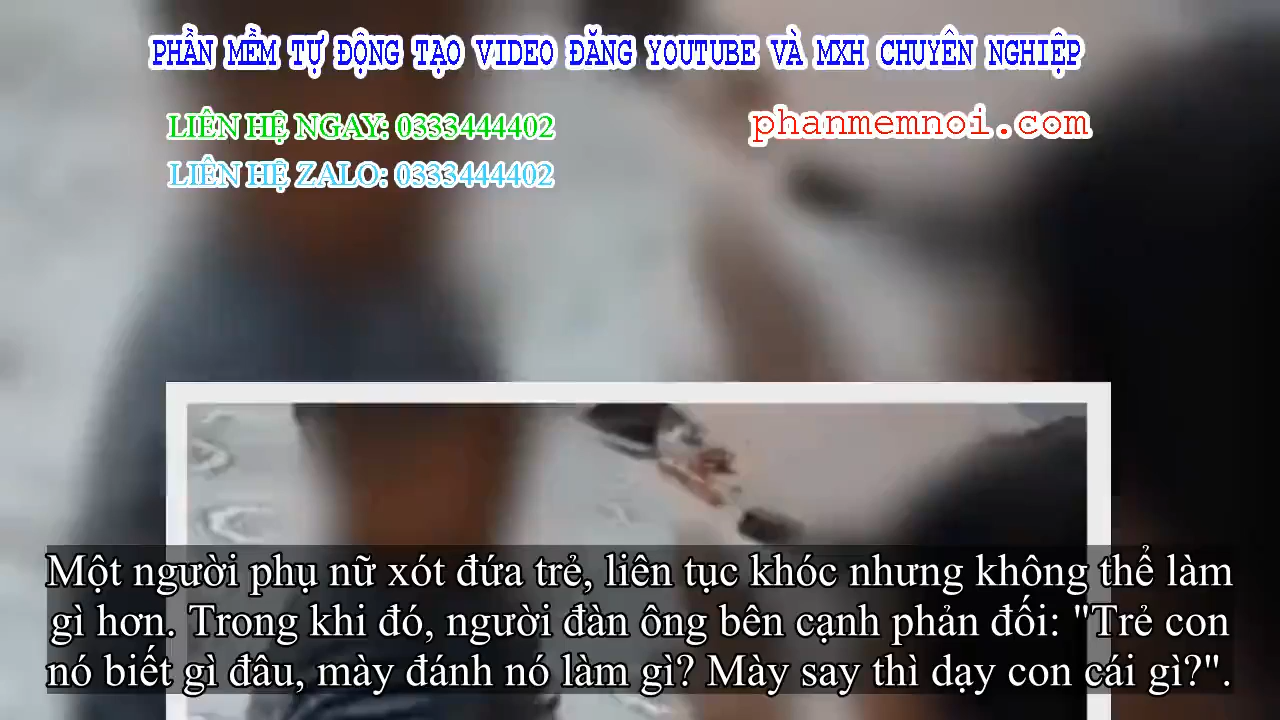 PHẦN MỀM TỰ ĐỘNG TẠO VIDEO ĐĂNG YOUTUBE VÀ MXH CHUYÊN NGHIỆP
LIÊN HỆ NGAY: 0333444402
phanmemnoi.com
LIÊN HỆ ZALO: 0333444402
Một người phụ nữ xót đứa trẻ, liên tục khóc nhưng không thể làm
gì hơn. Trong khi đó, người đàn ông bên cạnh phản đối: "Trẻ con
nó biết gì đâu, mày đánh nó làm gì? Mày say thì dạy con cái gì?".